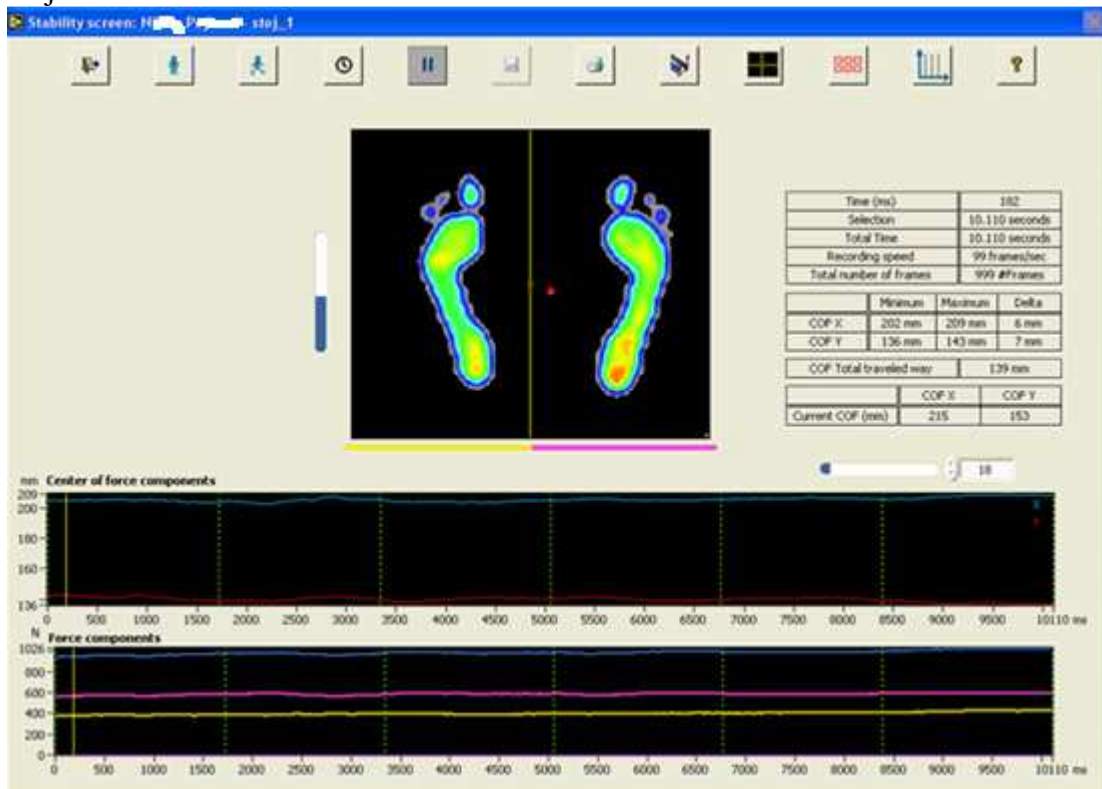 Stability screen: N P - stoj_1
Time (ms) 182
Selection 10.110 seconds
Total Time 10.110 seconds
Recording speed 99 frames/sec
Total number of frames 999 #Frames
Minimum Maximum Delta
COF X 202 mm 209 mm 6 mm
COF Y 136 mm 143 mm 7 mm
COF Total traveled way 139 mm
COF X COF Y
Current COF (mm) 215 153
18
mm Center of force components
209
200
180
160
136
X
Y
0 500 1000 1500 2000 2500 3000 3500 4000 4500 5000 5500 6000 6500 7000 7500 8000 8500 9000 9500 10110 ms
N Force components
1026
800
600
400
200
0
0 500 1000 1500 2000 2500 3000 3500 4000 4500 5000 5500 6000 6500 7000 7500 8000 8500 9000 9500 10110 ms